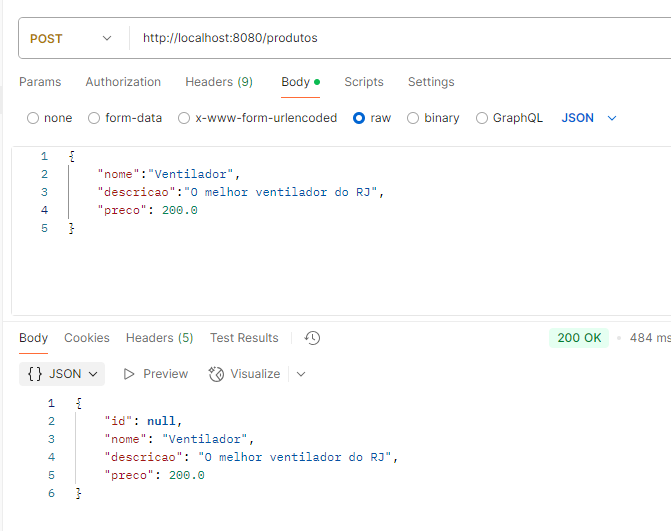 POST http://localhost:8080/produtos
Params Authorization Headers (9) Body Scripts Settings
none form-data x-www-form-urlencoded raw binary GraphQL JSON
1 {
2 "nome":"Ventilador",
3 "descricao":"O melhor ventilador do RJ",
4 "preco": 200.0
5 }
Body Cookies Headers (5) Test Results 200 OK 484 ms
{} JSON Preview Visualize
1 {
2 "id": null,
3 "nome": "Ventilador",
4 "descricao": "O melhor ventilador do RJ",
5 "preco": 200.0
6 }